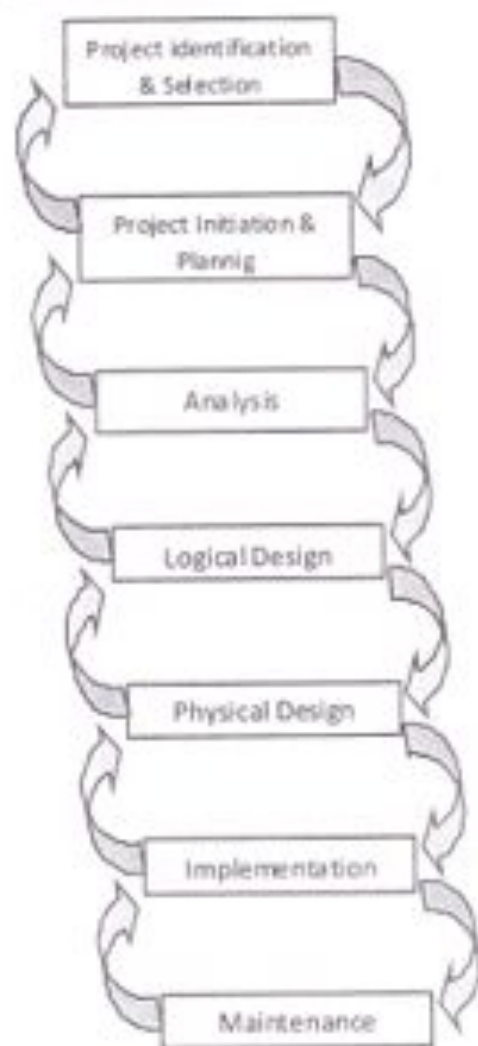 Project identification
& Selection
Project Initiation &
Plannig
Analysis
Logical Design
Physical Design
Implementation
Maintenance